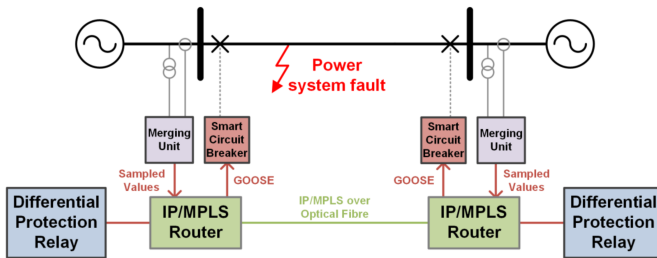 Power
system fault
Merging
Unit
Smart
Circuit
Breaker
Smart
Circuit
Breaker
Merging
Unit
Sampled
Values
GOOSE
GOOSE
Sampled
Values
Differential
Protection
Relay
IP/MPLS
Router
IP/MPLS over
Optical Fibre
IP/MPLS
Router
Differential
Protection
Relay